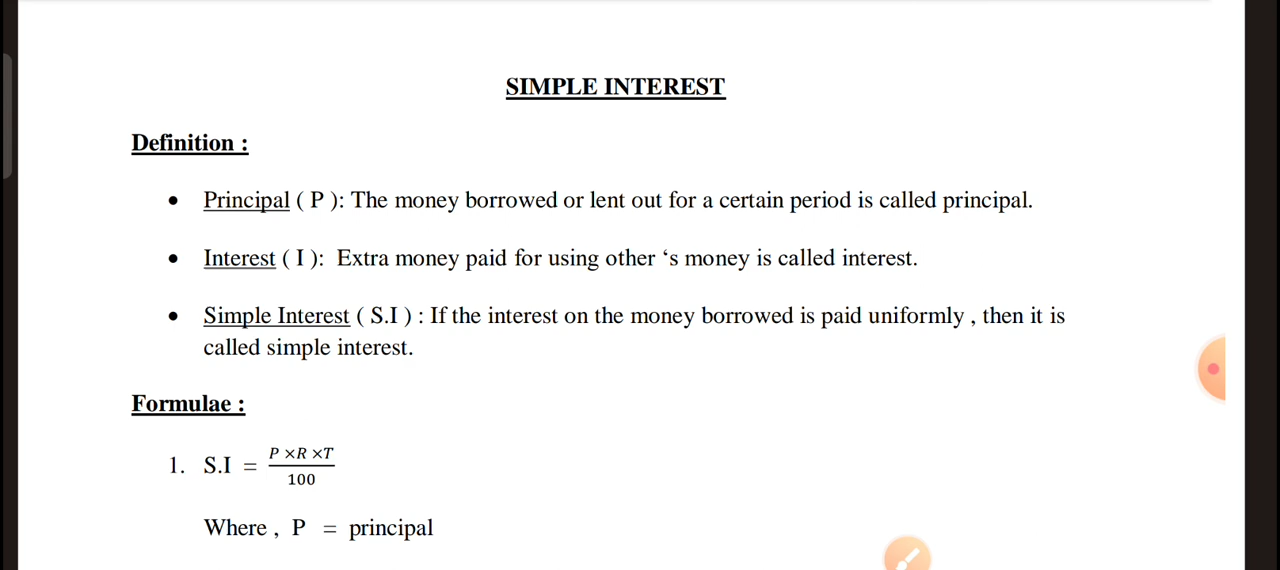 SIMPLE INTEREST
Definition :
• Principal ( P ): The money borrowed or lent out for a certain period is called principal.
• Interest ( I ):  Extra money paid for using other ‘s money is called interest.
• Simple Interest ( S.I ) : If the interest on the money borrowed is paid uniformly , then it is
called simple interest.
Formulae :
1. S.I = P ×R ×T / 100
Where , P = principal